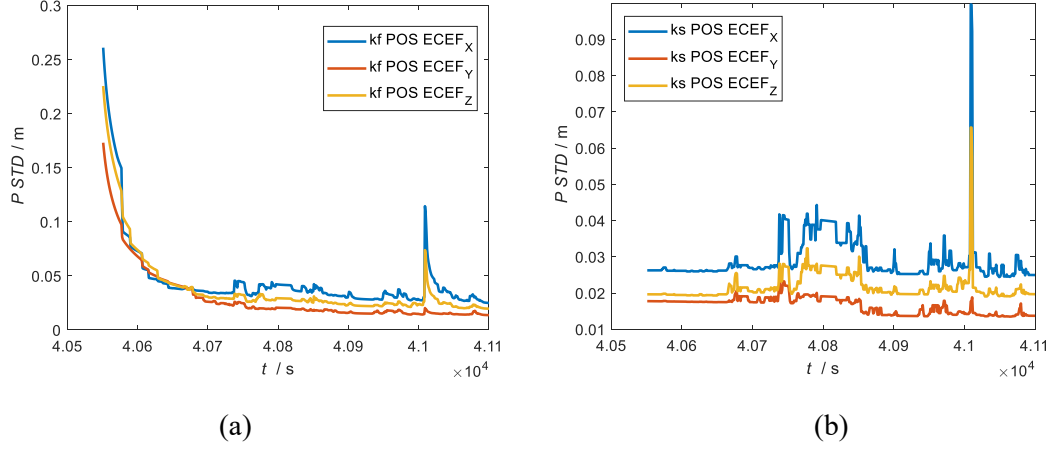 0.3
0.25
0.2
0.15
0.1
0.05
0
P STD / m
kf POS ECEF_X
kf POS ECEF_Y
kf POS ECEF_Z
4.05 4.06 4.07 4.08 4.09 4.1 4.11
t / s
×10^4
(a)
0.09
0.08
0.07
0.06
0.05
0.04
0.03
0.02
0.01
P STD / m
ks POS ECEF_X
ks POS ECEF_Y
ks POS ECEF_Z
4.05 4.06 4.07 4.08 4.09 4.1 4.11
t / s
×10^4
(b)